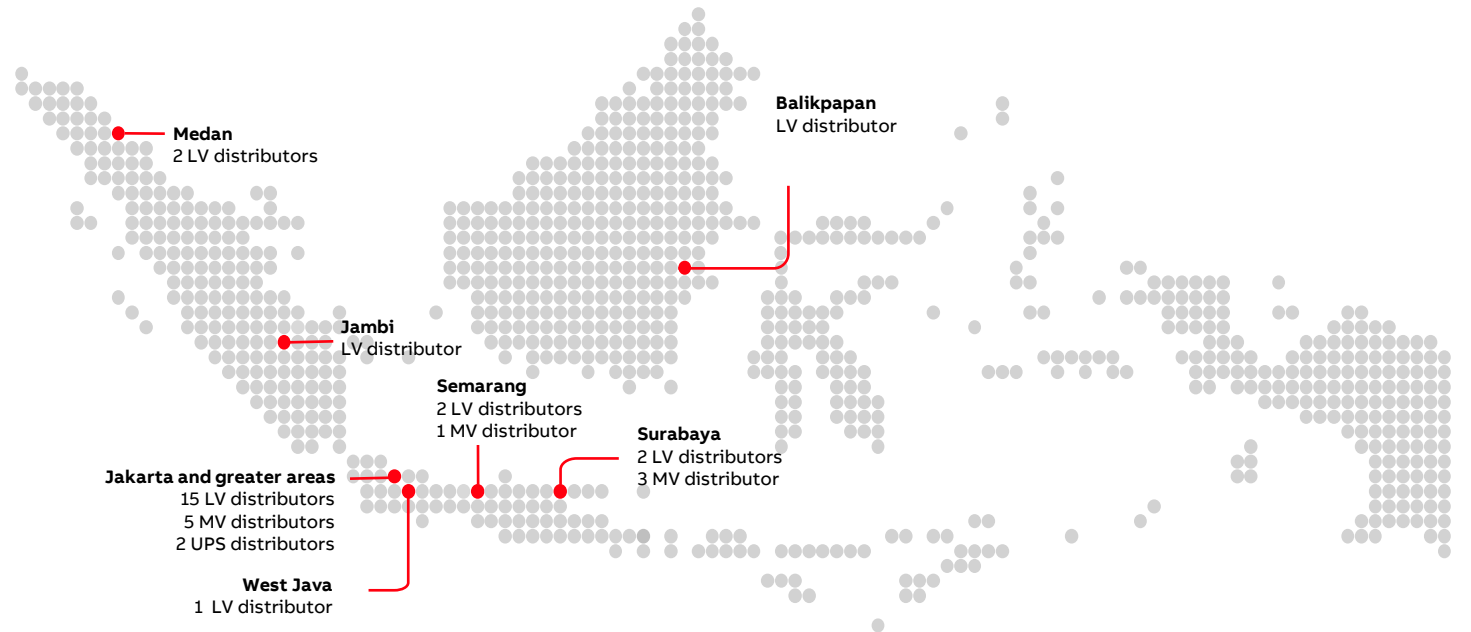 Balikpapan
LV distributor
Medan
2 LV distributors
Jambi
LV distributor
Semarang
2 LV distributors
1 MV distributor
Surabaya
2 LV distributors
3 MV distributor
Jakarta and greater areas
15 LV distributors
5 MV distributors
2 UPS distributors
West Java
1 LV distributor